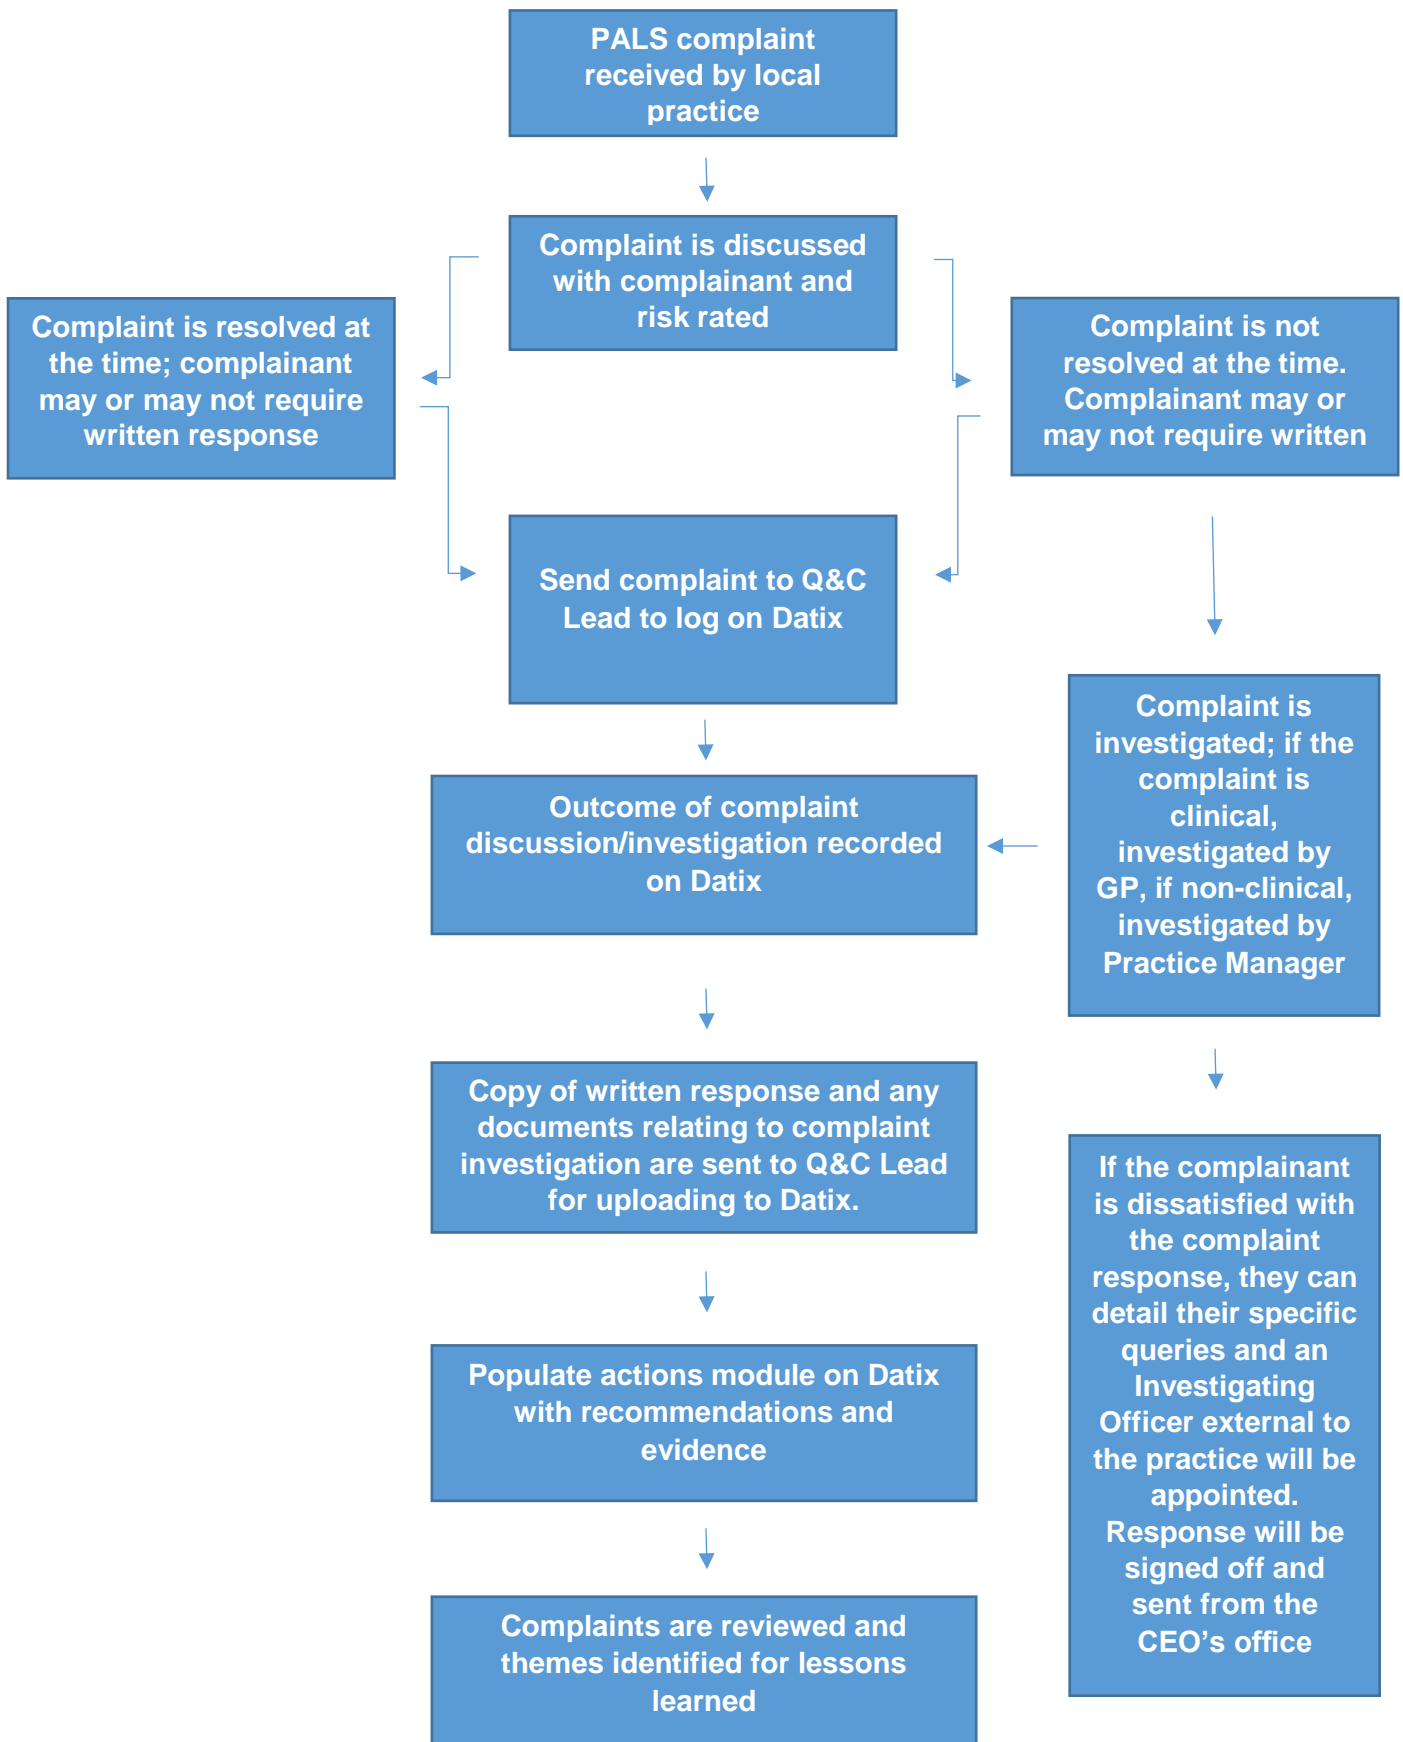 PALS complaint
received by local
practice
Complaint is discussed
with complainant and
risk rated
Complaint is resolved at
the time; complainant
may or may not require
written response
Complaint is not
resolved at the time.
Complainant may or
may not require written
Send complaint to Q&C
Lead to log on Datix
Complaint is
investigated; if the
complaint is
clinical,
investigated by
GP, if non-clinical,
investigated by
Practice Manager
Outcome of complaint
discussion/investigation recorded
on Datix
Copy of written response and any
documents relating to complaint
investigation are sent to Q&C Lead
for uploading to Datix.
If the complainant
is dissatisfied with
the complaint
response, they can
detail their specific
queries and an
Investigating
Officer external to
the practice will be
appointed.
Response will be
signed off and
sent from the
CEO’s office
Populate actions module on Datix
with recommendations and
evidence
Complaints are reviewed and
themes identified for lessons
learned